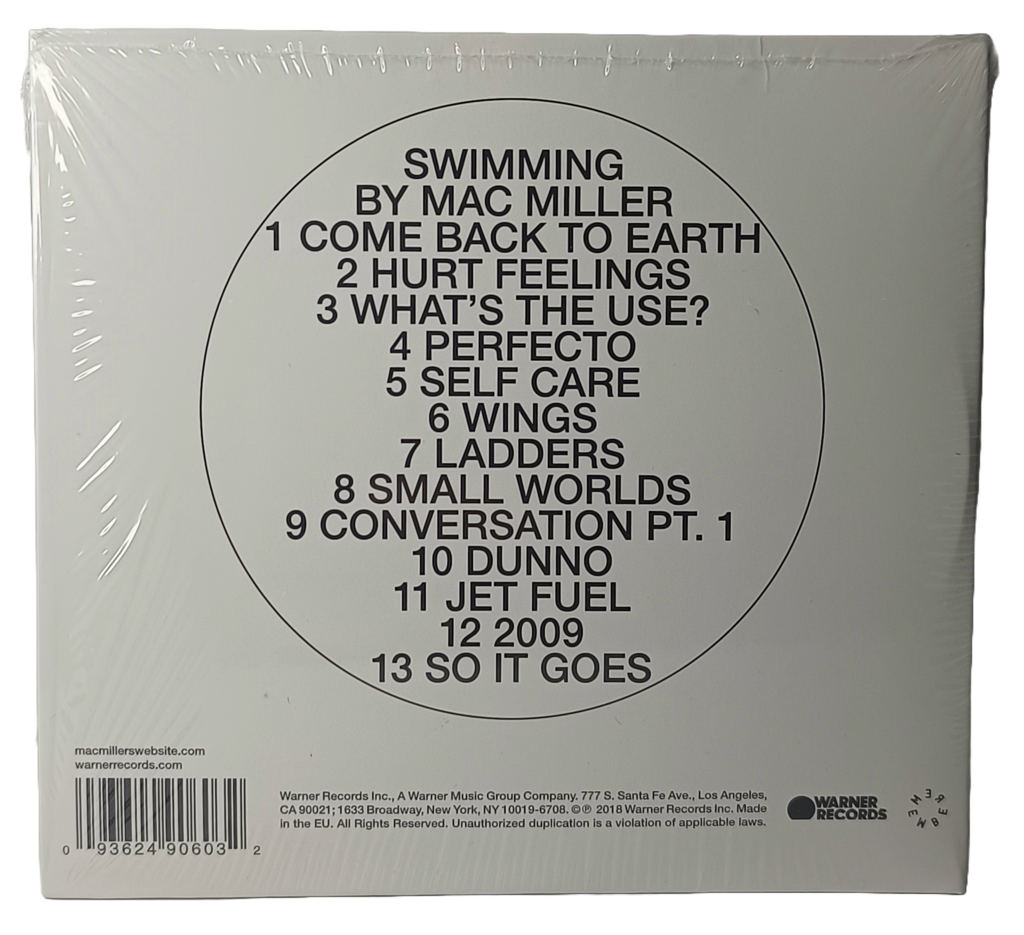 SWIMMING
BY MAC MILLER
1 COME BACK TO EARTH
2 HURT FEELINGS
3 WHAT'S THE USE?
4 PERFECTO
5 SELF CARE
6 WINGS
7 LADDERS
8 SMALL WORLDS
9 CONVERSATION PT. 1
10 DUNNO
11 JET FUEL
12 2009
13 SO IT GOES
macmillerswebsite.com
warnerrecords.com
0 93624 90603 2
Warner Records Inc., A Warner Music Group Company. 777 S. Santa Fe Ave., Los Angeles,
CA 90021; 1633 Broadway, New York, NY 10019-6708. ©℗ 2018 Warner Records Inc. Made
in the EU. All Rights Reserved. Unauthorized duplication is a violation of applicable laws.
WARNER
RECORDS
REMEMBER